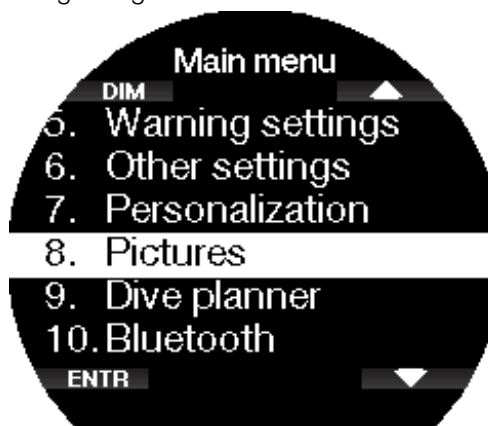 Main menu
DIM
5. Warning settings
6. Other settings
7. Personalization
8. Pictures
9. Dive planner
10. Bluetooth
ENTR